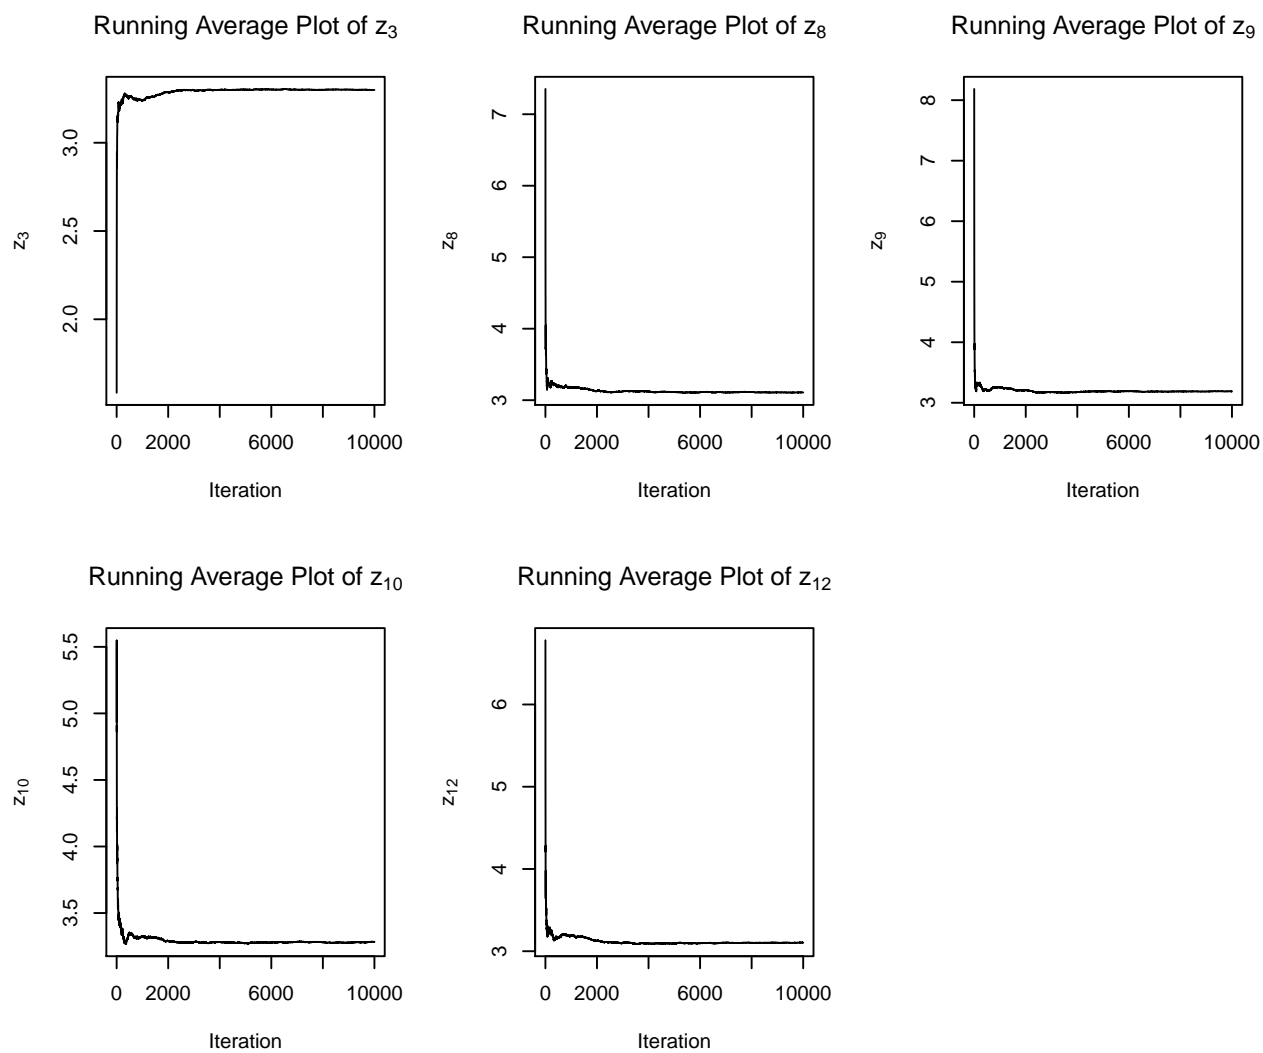 Running Average Plot of z₃
z₃
3.0
2.5
2.0
0 2000 6000 10000
Iteration
Running Average Plot of z₈
z₈
7
6
5
4
3
0 2000 6000 10000
Iteration
Running Average Plot of z₉
z₉
8
7
6
5
4
3
0 2000 6000 10000
Iteration
Running Average Plot of z₁₀
z₁₀
5.5
5.0
4.5
4.0
3.5
0 2000 6000 10000
Iteration
Running Average Plot of z₁₂
z₁₂
6
5
4
3
0 2000 6000 10000
Iteration